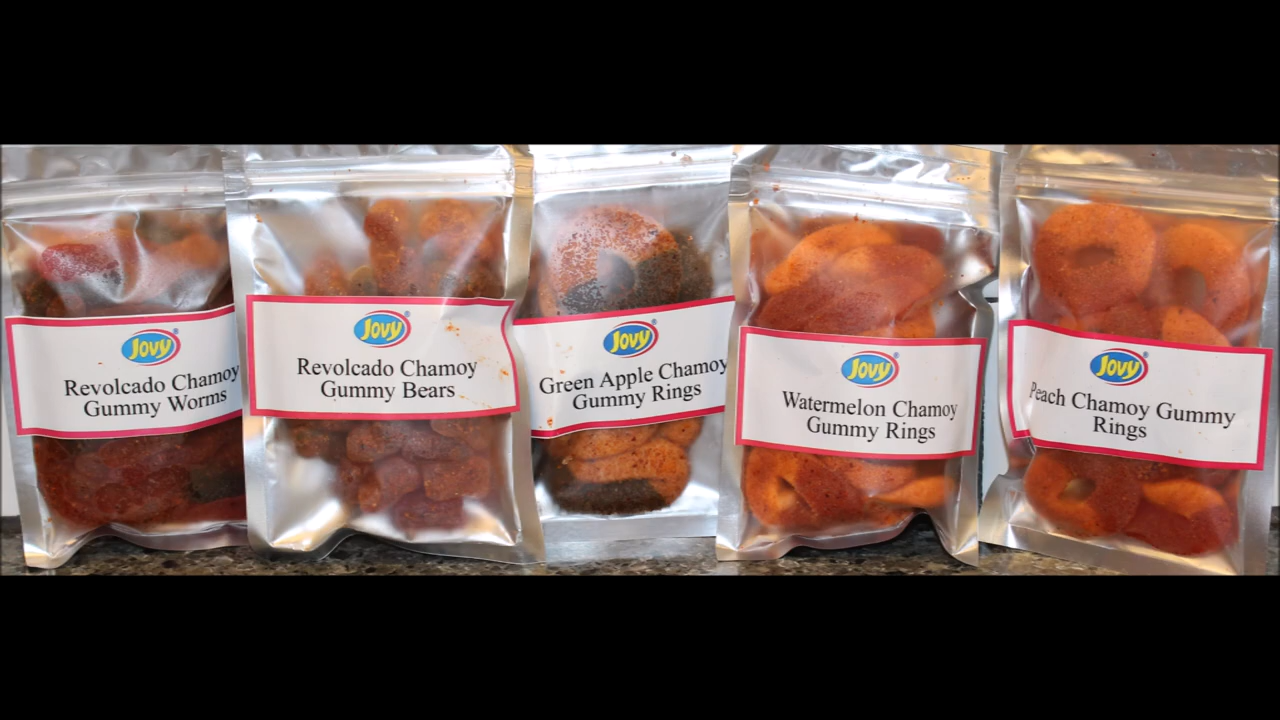 Jovy
Revolcado Chamoy
Gummy Worms
Jovy
Revolcado Chamoy
Gummy Bears
Jovy
Green Apple Chamoy
Gummy Rings
Jovy
Watermelon Chamoy
Gummy Rings
Jovy
Peach Chamoy Gummy
Rings